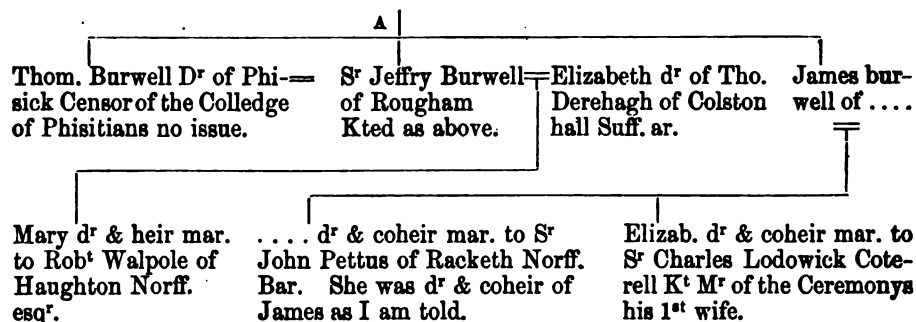 A
Thom. Burwell Dʳ of Phi-
sick Censor of the Colledge
of Phisitians no issue.
Sʳ Jeffry Burwell
of Rougham
Kted as above.
Elizabeth dʳ of Tho.
Derehagh of Colston
hall Suff. ar.
James bur-
well of ....
Mary dʳ & heir mar.
to Robᵗ Walpole of
Haughton Norff.
esqʳ.
.... dʳ & coheir mar. to Sʳ
John Pettus of Racketh Norff.
Bar. She was dʳ & coheir of
James as I am told.
Elizab. dʳ & coheir mar. to
Sʳ Charles Lodowick Cote-
rell Kᵗ Mʳ of the Ceremonys
his 1ˢᵗ wife.